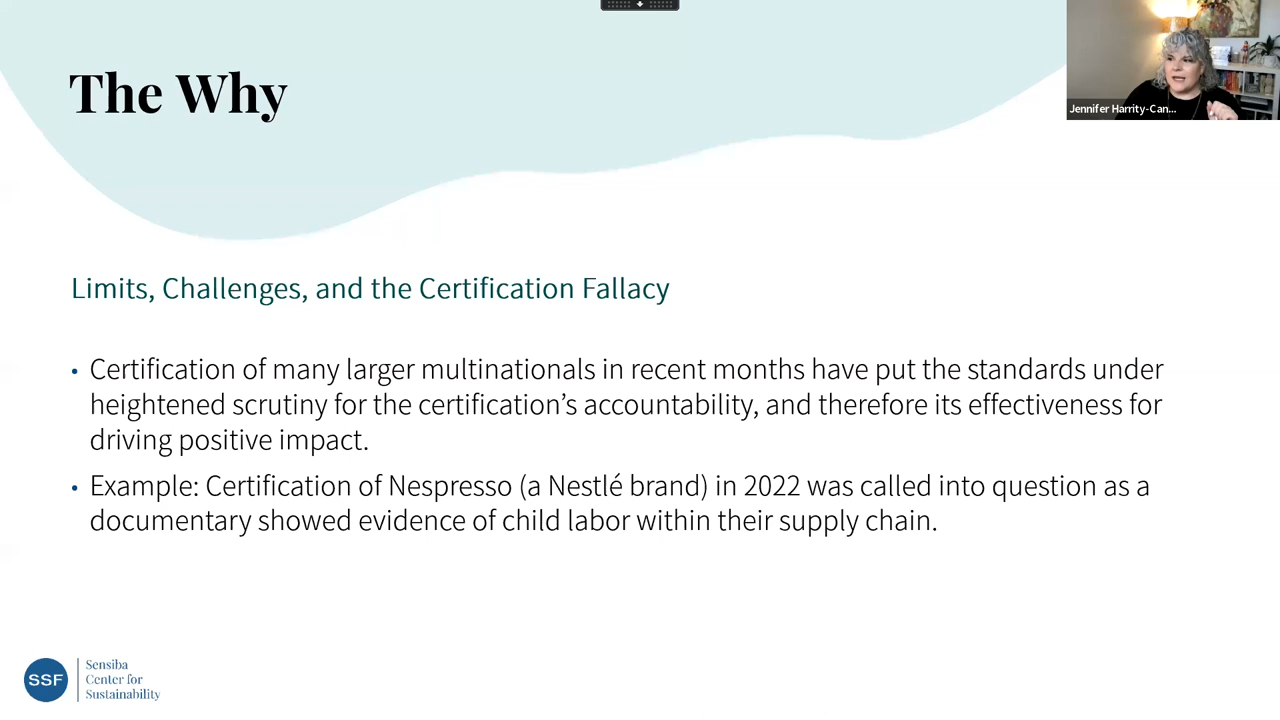 The Why
Jennifer Harrity-Can...
Limits, Challenges, and the Certification Fallacy
• Certification of many larger multinationals in recent months have put the standards under
heightened scrutiny for the certification’s accountability, and therefore its effectiveness for
driving positive impact.
• Example: Certification of Nespresso (a Nestlé brand) in 2022 was called into question as a
documentary showed evidence of child labor within their supply chain.
SSF
Sensiba
Center for
Sustainability